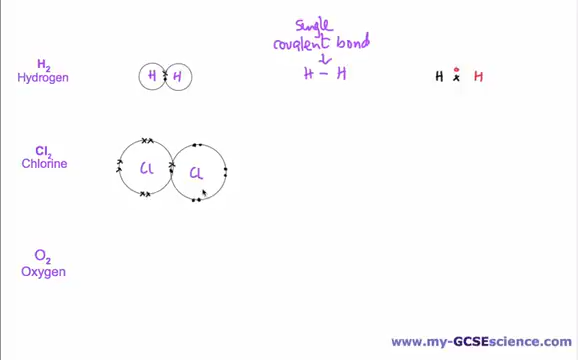 single
covalent bond
↓
H₂
Hydrogen
H H
H – H
H H
Cl₂
Chlorine
Cl Cl
O₂
Oxygen
www.my-GCSEscience.com